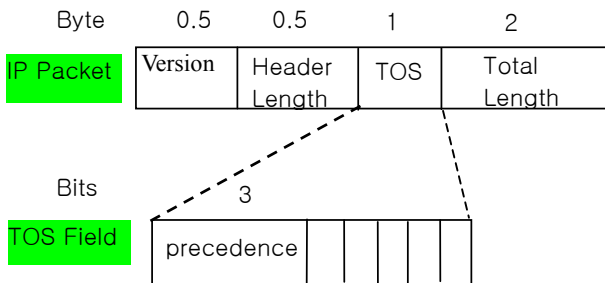 Byte 0.5 0.5 1 2
IP Packet Version Header Length TOS Total Length
Bits 3
TOS Field precedence